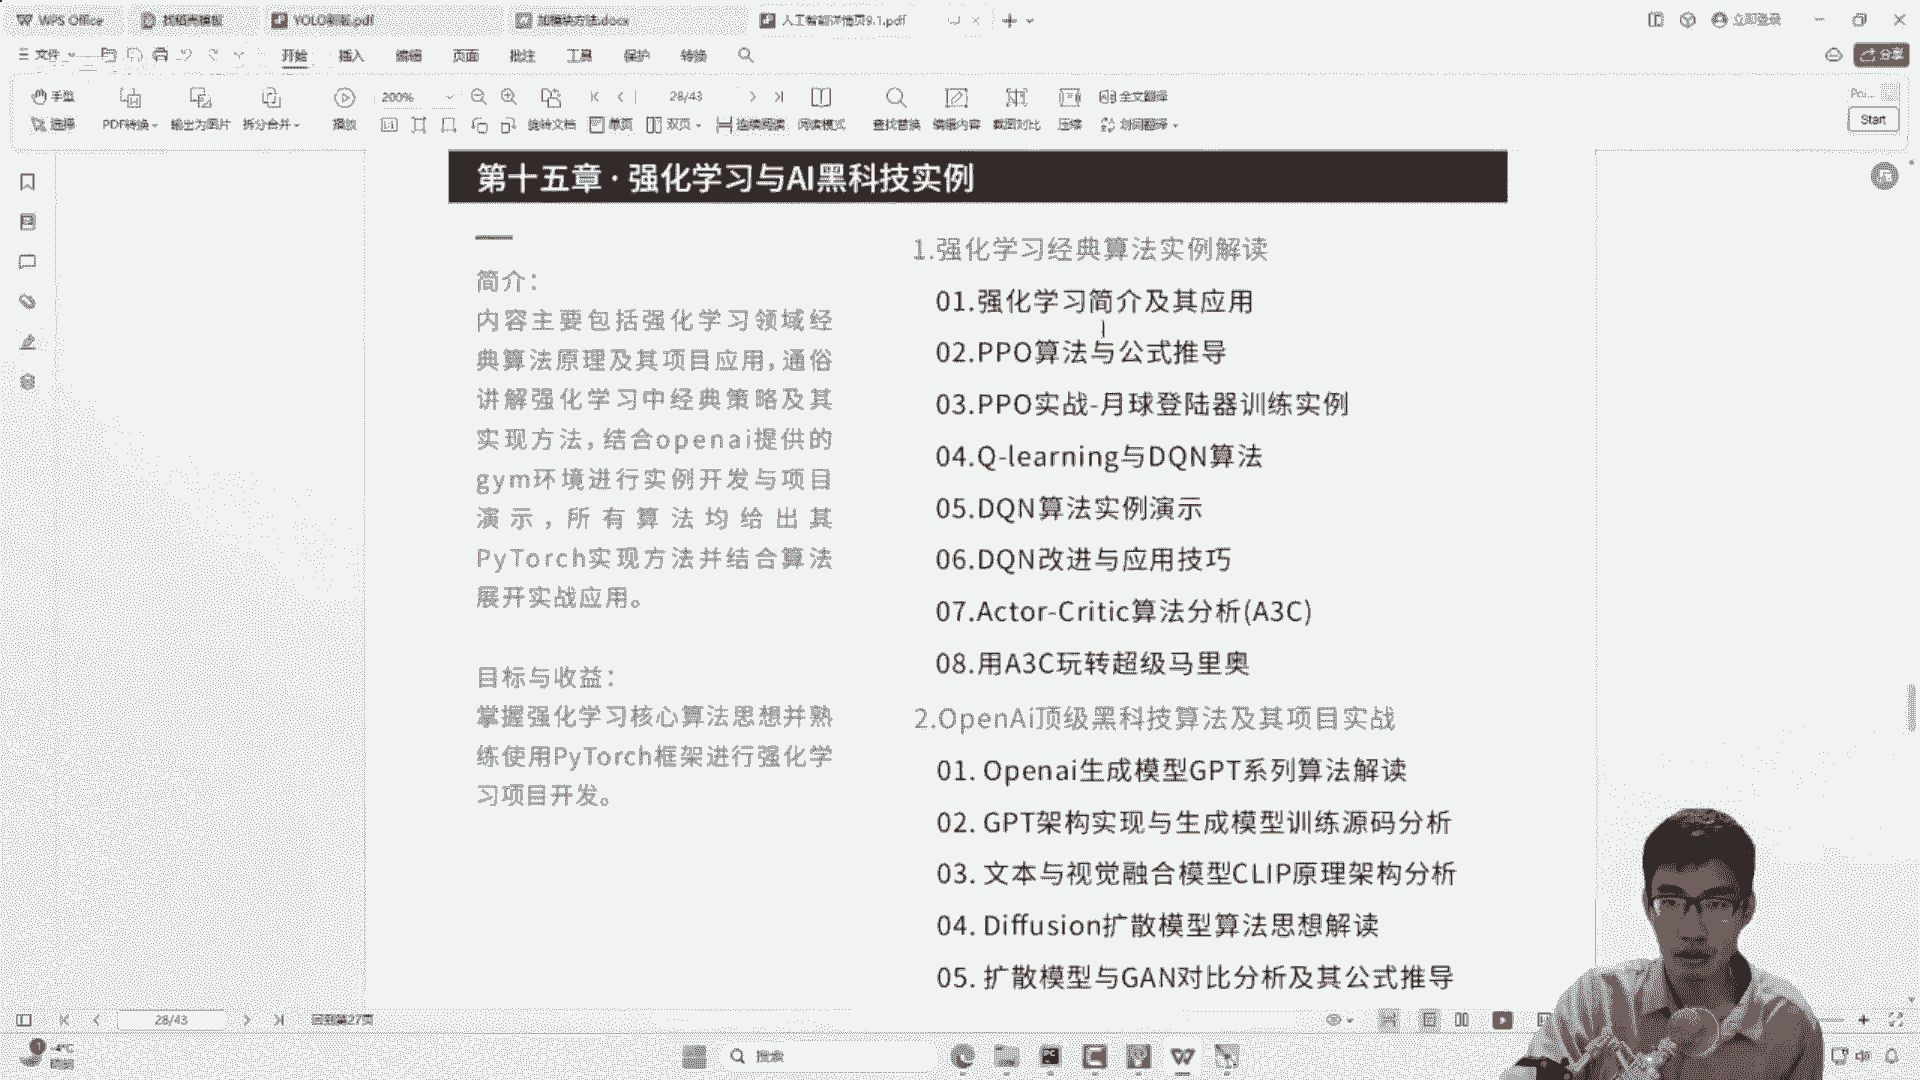 WPS Office
找稻壳模板
YOLO新版.pdf
加模块方法.docx
人工智能详情页9.1.pdf
立即登录
文件
开始
插入
编辑
页面
批注
工具
保护
转换
分享
手型
200%
28/43
全文翻译
选择
PDF转换
输出为图片
拆分合并
播放
旋转文档
单页
双页
连续阅读
阅读模式
查找替换
编辑内容
截图对比
压缩
划词翻译
Poi...
Start
第十五章 · 强化学习与AI黑科技实例
简介：
内容主要包括强化学习领域经
典算法原理及其项目应用，通俗
讲解强化学习中经典策略及其
实现方法，结合openai提供的
gym环境进行实例开发与项目
演示，所有算法均给出其
PyTorch实现方法并结合算法
展开实战应用。
目标与收益：
掌握强化学习核心算法思想并熟
练使用PyTorch框架进行强化学
习项目开发。
1.强化学习经典算法实例解读
01.强化学习简介及其应用
02.PPO算法与公式推导
03.PPO实战-月球登陆器训练实例
04.Q-learning与DQN算法
05.DQN算法实例演示
06.DQN改进与应用技巧
07.Actor-Critic算法分析(A3C)
08.用A3C玩转超级马里奥
2.OpenAi顶级黑科技算法及其项目实战
01. Openai生成模型GPT系列算法解读
02. GPT架构实现与生成模型训练源码分析
03. 文本与视觉融合模型CLIP原理架构分析
04. Diffusion扩散模型算法思想解读
05. 扩散模型与GAN对比分析及其公式推导
28/43
回到第27页
-4°C
搜索